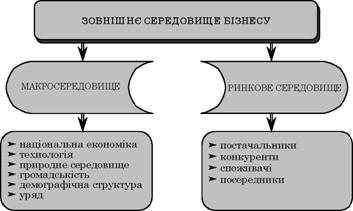 ЗОВНІШНЄ СЕРЕДОВИЩЕ БІЗНЕСУ
МАКРОСЕРЕДОВИЩЕ
РИНКОВЕ СЕРЕДОВИЩЕ
➤ національна економіка
➤ технологія
➤ природне середовище
➤ громадськість
➤ демографічна структура
➤ уряд
➤ постачальники
➤ конкуренти
➤ споживачі
➤ посередники